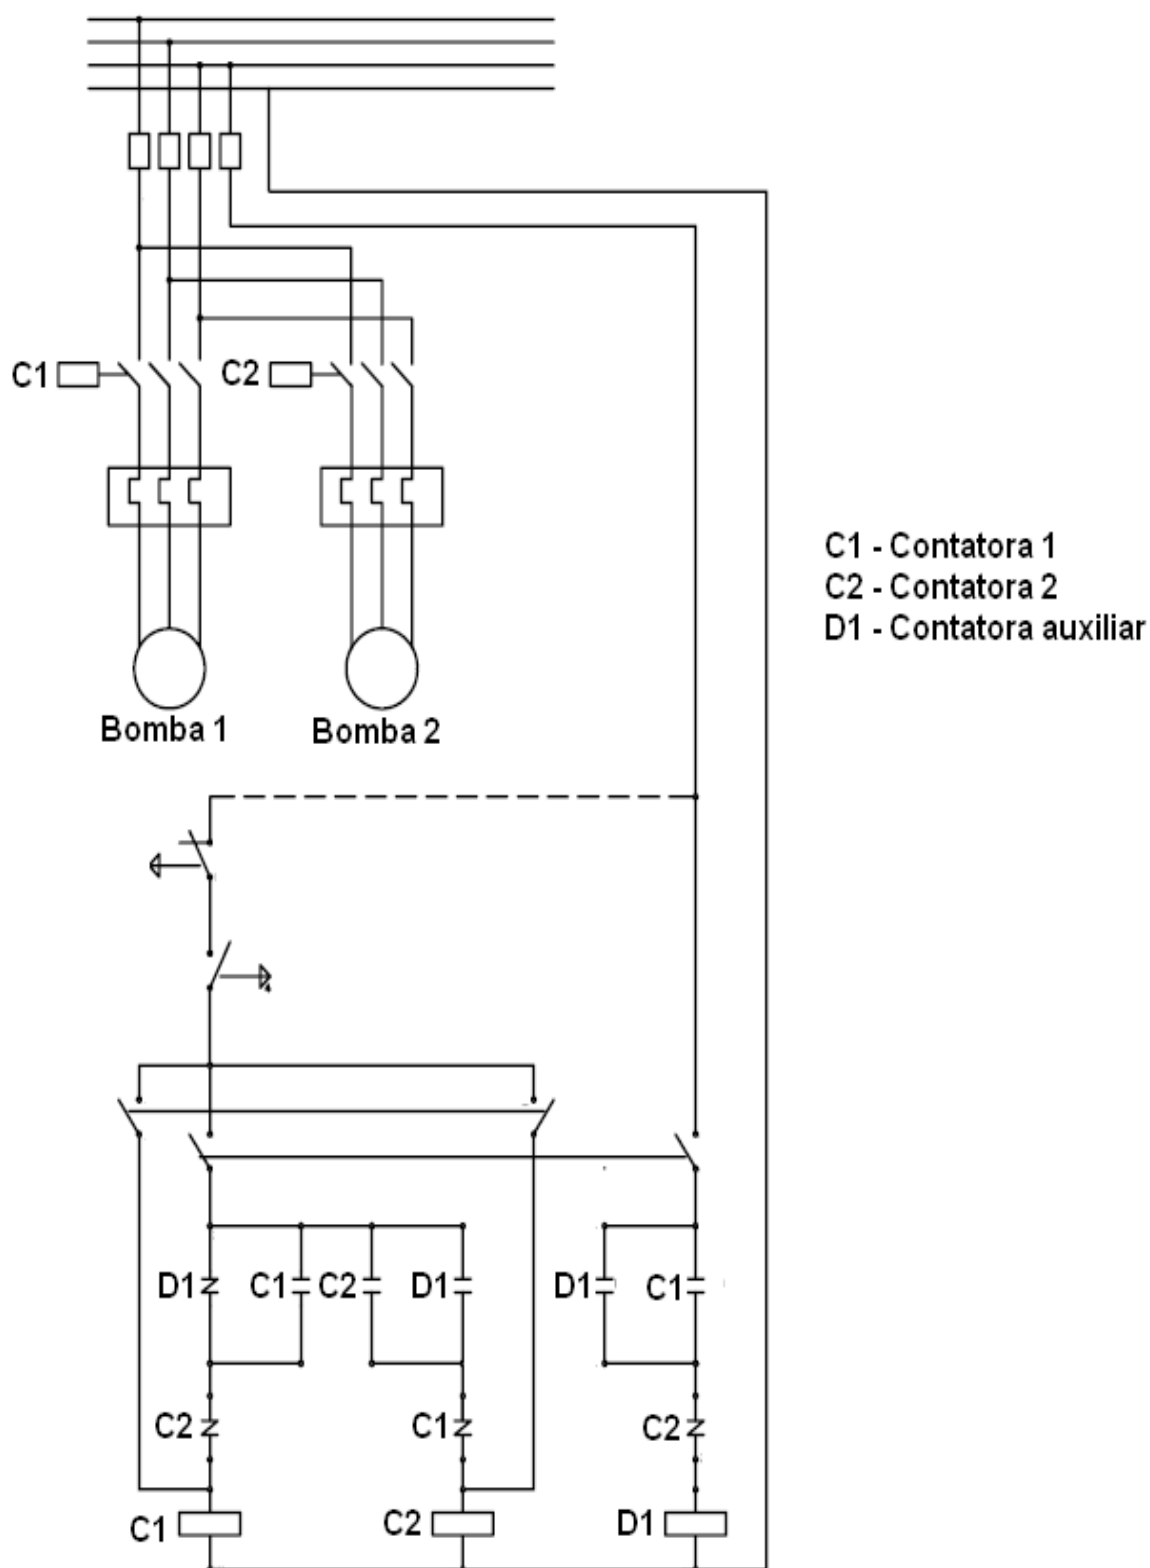 C1
C2
C1 - Contatora 1
C2 - Contatora 2
D1 - Contatora auxiliar
Bomba 1
Bomba 2
D1
C1
C2
D1
D1
C1
C2
C1
C2
C1
C2
D1